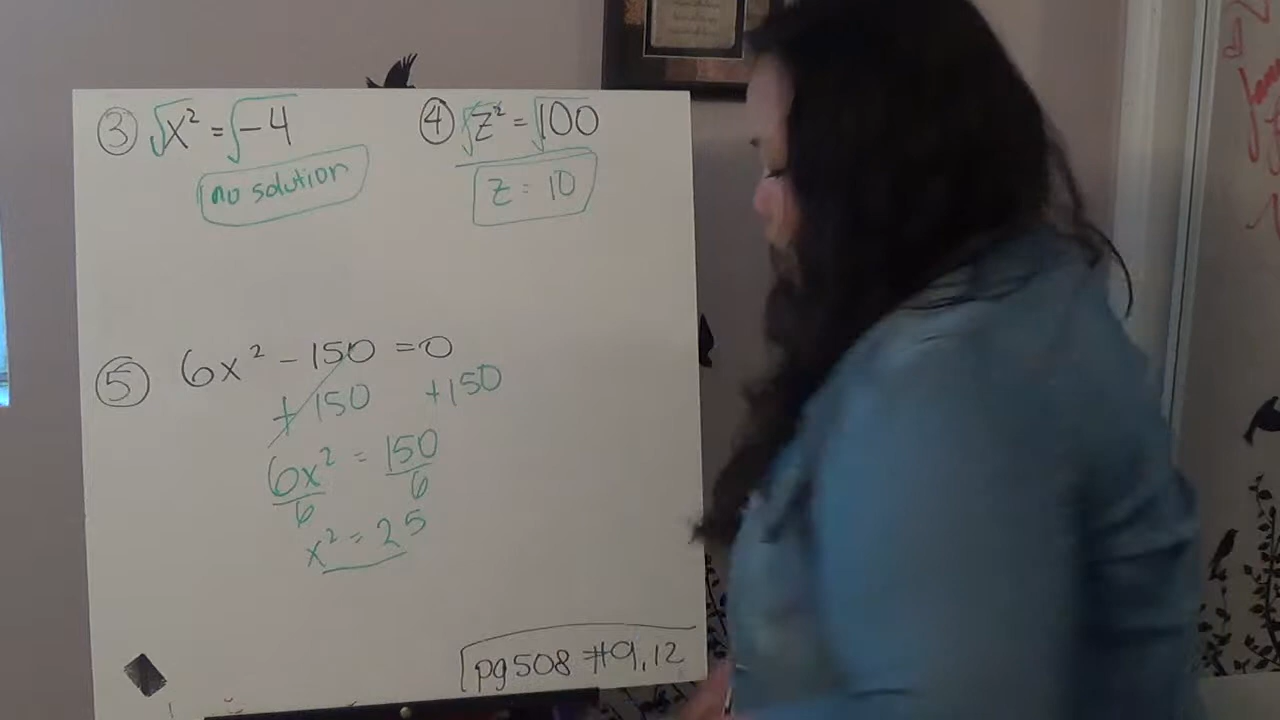 ③ √x² = √-4
no solution
④ √z² = √100
z = 10
⑤ 6x² - 150 = 0
+ 150 +150
6x² = 150
6 6
x² = 25
pg 508 #9,12